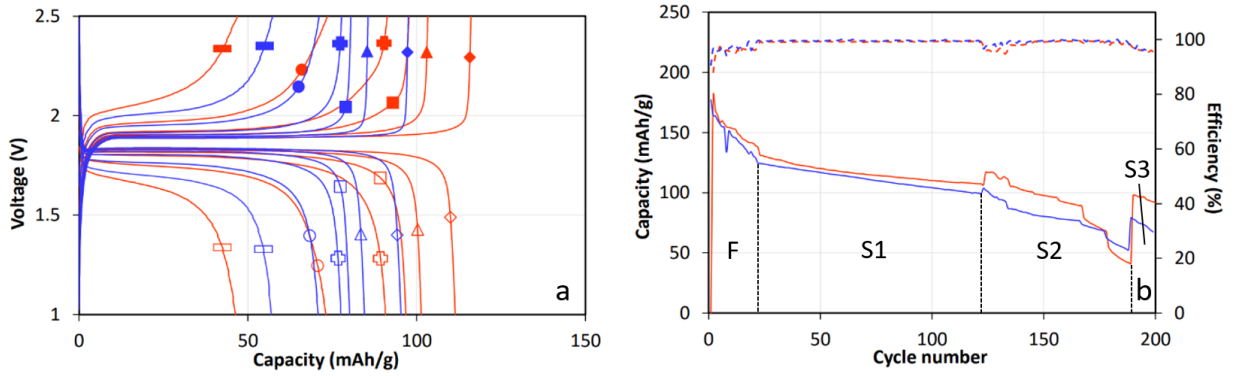 2.5
2
1.5
1
Voltage (V)
0
50
100
150
Capacity (mAh/g)
a
250
200
150
100
50
0
Capacity (mAh/g)
100
80
60
40
20
0
Efficiency (%)
F
S1
S2
S3
b
0
50
100
150
200
Cycle number